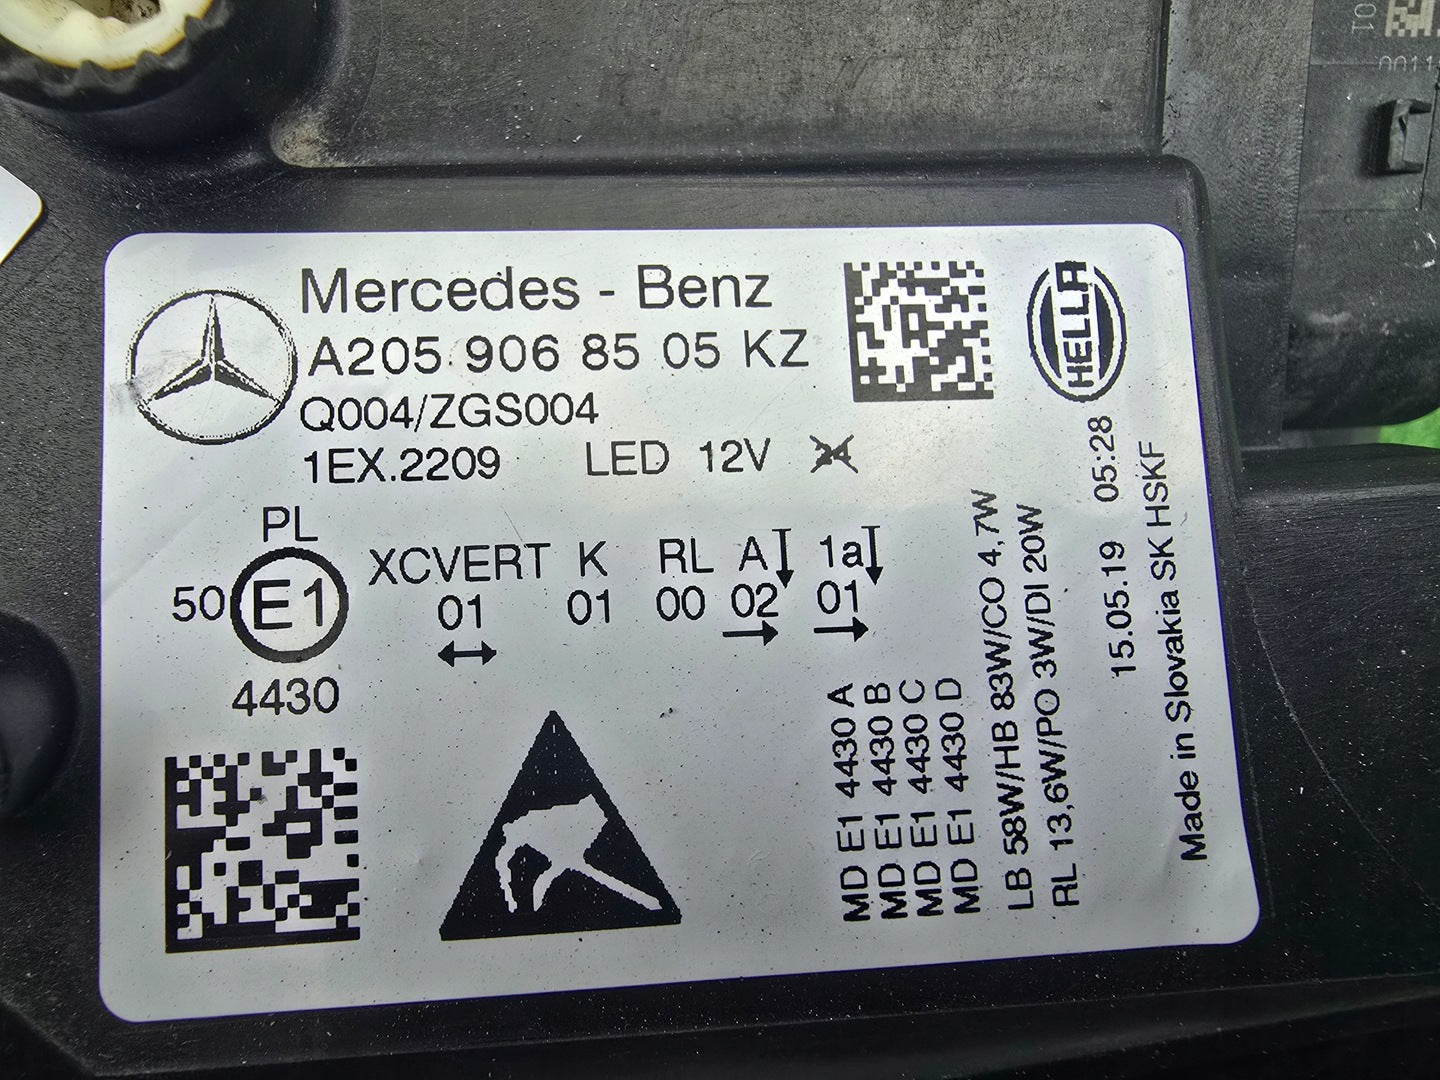 Mercedes - Benz
A205 906 85 05 KZ
Q004/ZGS004
1EX.2209 LED 12V 24
HELLA
PL
50 E1 XCVERT K RL A 1a
01 01 00 02 01
4430
MD E1 4430 A
MD E1 4430 B
MD E1 4430 C
MD E1 4430 D
LB 58W/HB 83W/CO 4,7W
RL 13,6W/PO 3W/DI 20W
15.05.19 05:28
Made in Slovakia SK HSKF
01